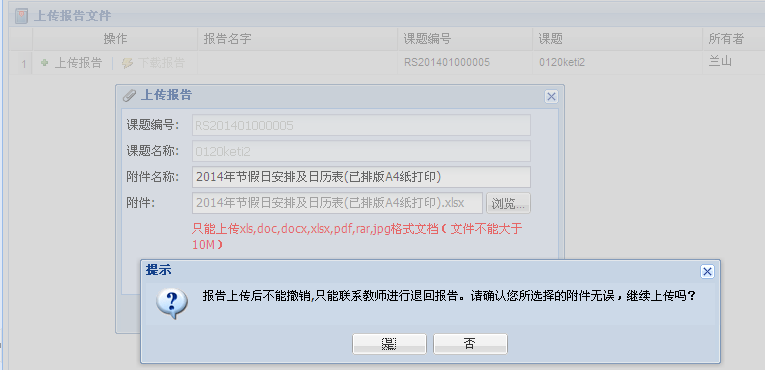 上传报告文件
操作 报告名字 课题编号 课题 所有者
1 上传报告 下载报告 RS201401000005 0120keti2 兰山
上传报告
课题编号: RS201401000005
课题名称: 0120keti2
附件名称: 2014年节假日安排及日历表(已排版A4纸打印)
附件: 2014年节假日安排及日历表(已排版A4纸打印).xlsx 浏览...
只能上传xls,doc,docx,xlsx,pdf,rar,jpg格式文档(文件不能大于
10M)
提示
报告上传后不能撤销,只能联系教师进行退回报告。请确认您所选择的附件无误，继续上传吗?
是 否